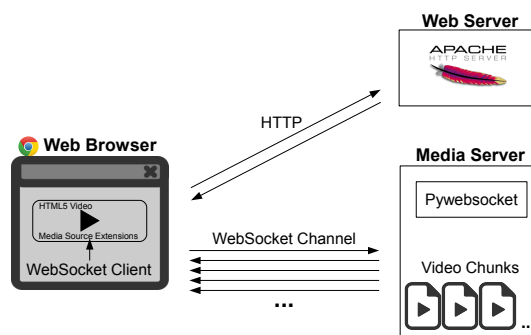 Web Server
APACHE
HTTP SERVER
HTTP
Web Browser
HTML5 Video
Media Source Extensions
WebSocket Client
WebSocket Channel
...
Media Server
Pywebsocket
Video Chunks
...